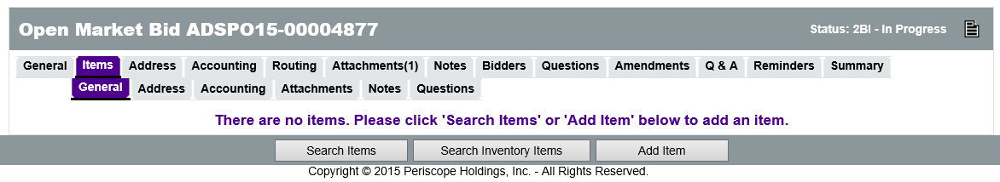 Open Market Bid ADSPO15-00004877
Status: 2BI - In Progress
General Items Address Accounting Routing Attachments(1) Notes Bidders Questions Amendments Q & A Reminders Summary
General Address Accounting Attachments Notes Questions
There are no items. Please click 'Search Items' or 'Add Item' below to add an item.
Search Items Search Inventory Items Add Item
Copyright © 2015 Periscope Holdings, Inc. - All Rights Reserved.